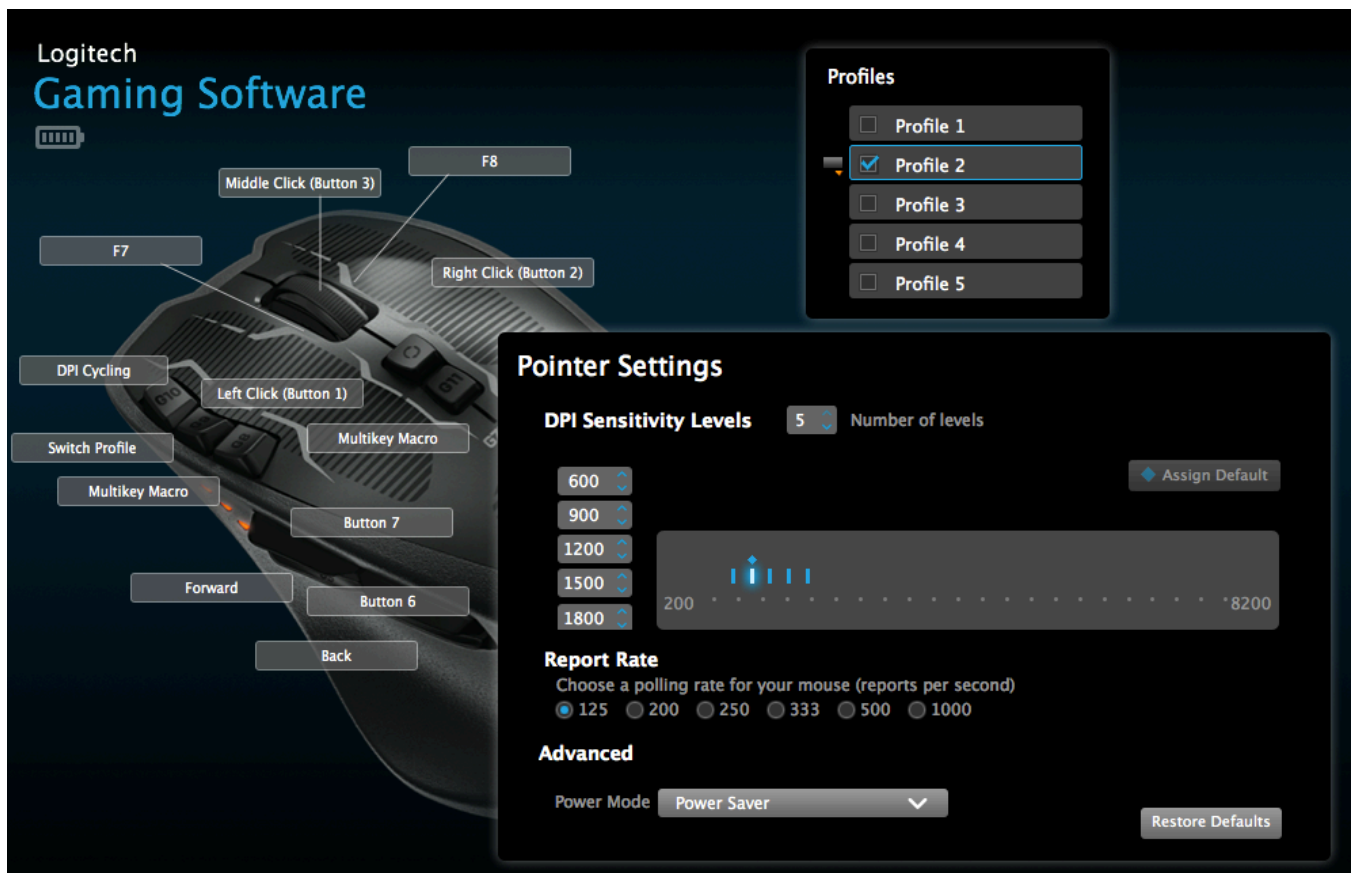 Logitech
Gaming Software
F8
Middle Click (Button 3)
F7
Right Click (Button 2)
DPI Cycling
G10
Left Click (Button 1)
G11
Multikey Macro
Switch Profile
Multikey Macro
Button 7
Forward
Button 6
Back
Profiles
Profile 1
Profile 2
Profile 3
Profile 4
Profile 5
Pointer Settings
DPI Sensitivity Levels 5 Number of levels
Assign Default
600
900
1200
1500
1800
200 8200
Report Rate
Choose a polling rate for your mouse (reports per second)
125 200 250 333 500 1000
Advanced
Power Mode Power Saver
Restore Defaults